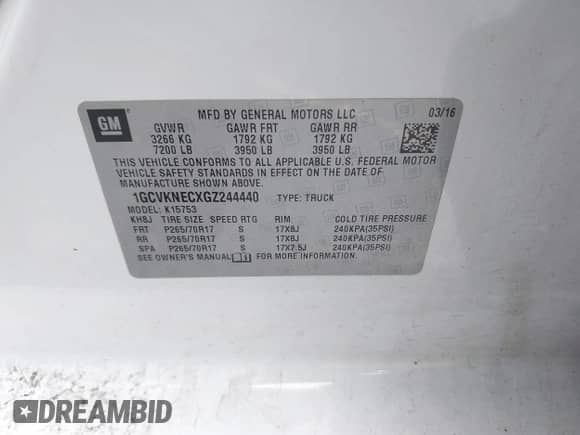 GM
MFD BY GENERAL MOTORS LLC 03/16
GVWR GAWR FRT GAWR RR
3266 KG 1792 KG 1792 KG
7200 LB 3950 LB 3950 LB
THIS VEHICLE CONFORMS TO ALL APPLICABLE U.S. FEDERAL MOTOR
VEHICLE SAFETY STANDARDS IN EFFECT ON THE DATE OF
MANUFACTURE SHOWN ABOVE.
1GCVKNECXGZ244440 TYPE: TRUCK
MODEL: K15753
KH8J TIRE SIZE SPEED RTG RIM COLD TIRE PRESSURE
FRT P265/70R17 S 17X8J 240KPA(35PSI)
RR P265/70R17 S 17X8J 240KPA(35PSI)
SPA P265/70R17 S 17X7.5J 240KPA(35PSI)
SEE OWNER'S MANUAL FOR MORE INFORMATION.
DREAMBID